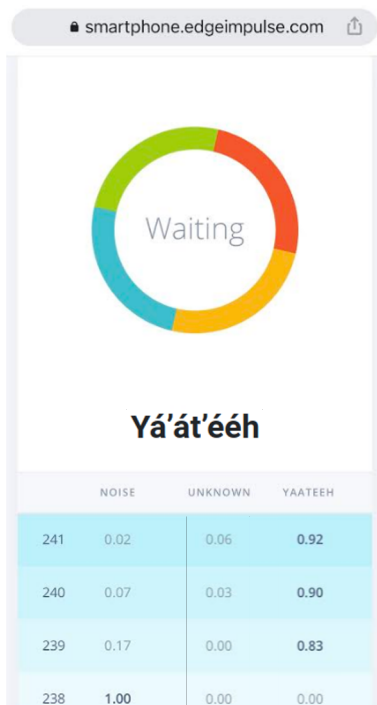 smartphone.edgeimpulse.com
Waiting
Yá’át’ééh
NOISE UNKNOWN YAATEEH
241 0.02 0.06 0.92
240 0.07 0.03 0.90
239 0.17 0.00 0.83
238 1.00 0.00 0.00